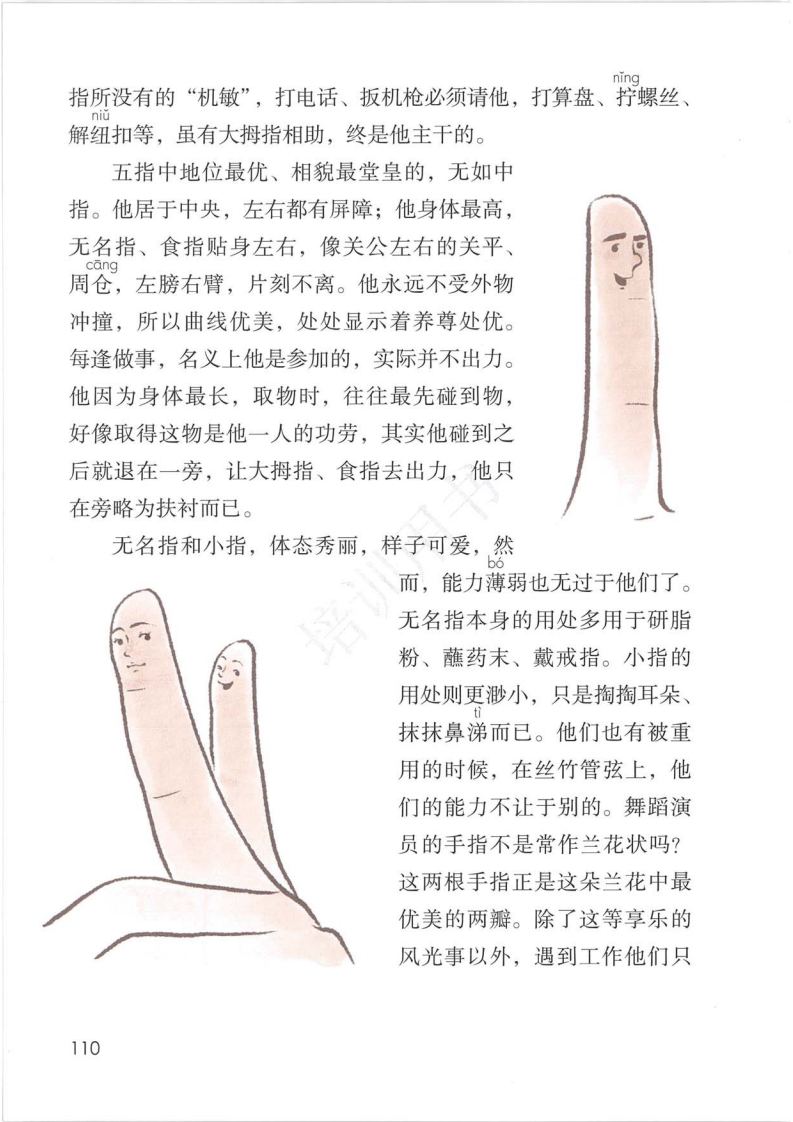 nǐng
指所没有的“机敏”，打电话、扳机枪必须请他，打算盘、拧螺丝、
niǔ
解纽扣等，虽有大拇指相助，终是他主干的。
五指中地位最优、相貌最堂皇的，无如中
指。他居于中央，左右都有屏障；他身体最高，
无名指、食指贴身左右，像关公左右的关平、
cāng
周仓，左膀右臂，片刻不离。他永远不受外物
冲撞，所以曲线优美，处处显示着养尊处优。
每逢做事，名义上他是参加的，实际并不出力。
他因为身体最长，取物时，往往最先碰到物，
好像取得这物是他一人的功劳，其实他碰到之
后就退在一旁，让大拇指、食指去出力，他只
在旁略为扶衬而已。
无名指和小指，体态秀丽，样子可爱，然
bó
而，能力薄弱也无过于他们了。
无名指本身的用处多用于研脂
粉、蘸药末、戴戒指。小指的
用处则更渺小，只是掏掏耳朵、
tì
抹抹鼻涕而已。他们也有被重
用的时候，在丝竹管弦上，他
们的能力不让于别的。舞蹈演
员的手指不是常作兰花状吗？
这两根手指正是这朵兰花中最
优美的两瓣。除了这等享乐的
风光事以外，遇到工作他们只
培训用书
110